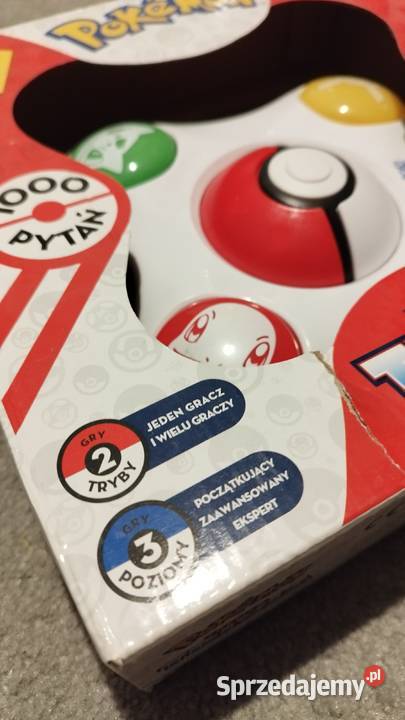 POKéMON
1000
PYTAŃ
GRY
2
TRYBY
JEDEN GRACZ
I WIELU GRACZY
GRY
3
POZIOMY
POCZĄTKUJĄCY
ZAAWANSOWANY
EKSPERT
Sprzedajemy.pl